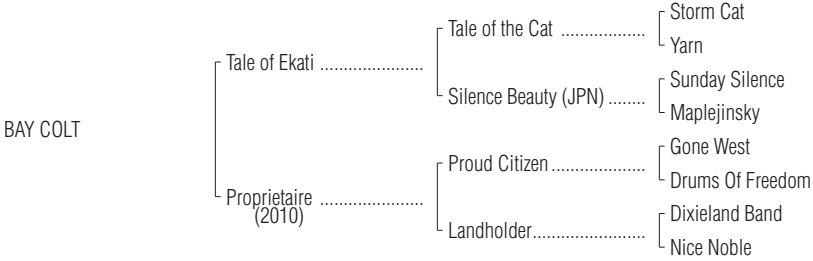 Storm Cat
Tale of the Cat ...................
Yarn
Tale of Ekati ......................
Sunday Silence
Silence Beauty (JPN) ........
Maplejinsky
BAY COLT
Gone West
Proud Citizen....................
Drums Of Freedom
Proprietaire ......................
(2010)
Dixieland Band
Landholder........................
Nice Noble